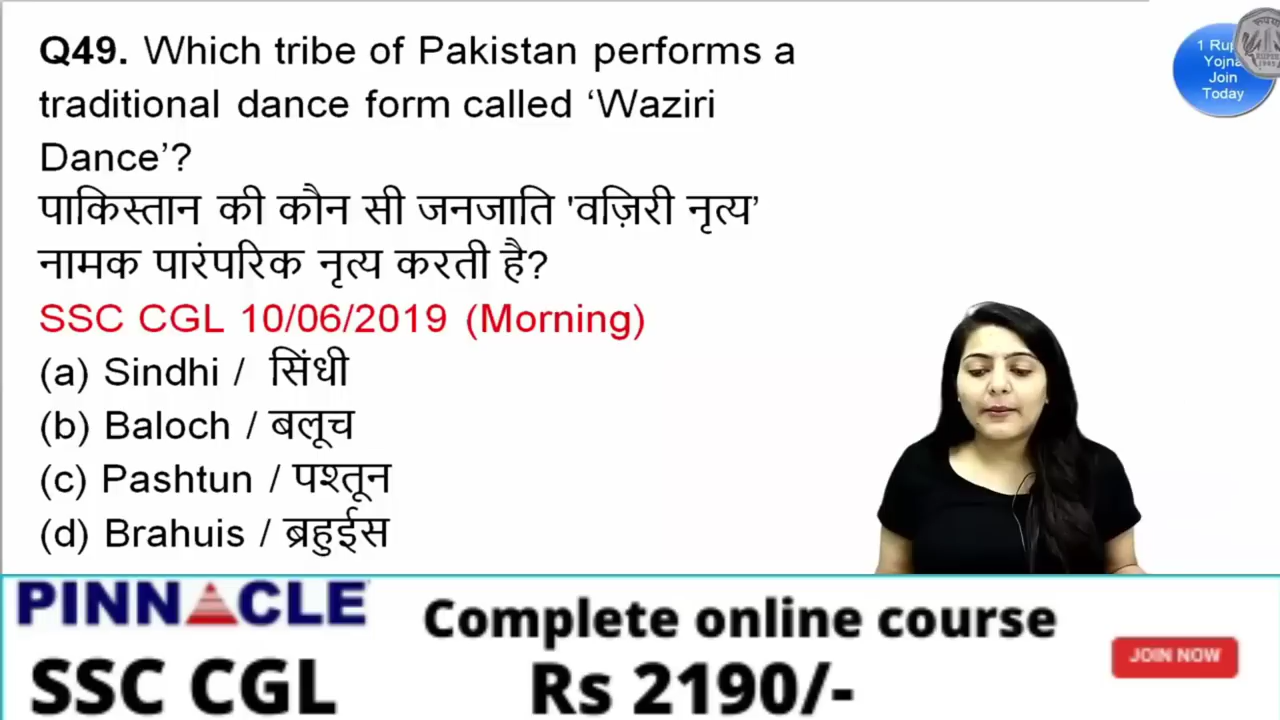 Q49. Which tribe of Pakistan performs a
traditional dance form called ‘Waziri
Dance’?
पाकिस्तान की कौन सी जनजाति 'वज़िरी नृत्य’
नामक पारंपरिक नृत्य करती है?
SSC CGL 10/06/2019 (Morning)
(a) Sindhi / सिंधी
(b) Baloch / बलूच
(c) Pashtun / पश्तून
(d) Brahuis / ब्रहुईस
1
Join
Today
PINNACLE
SSC CGL
Complete online course
Rs 2190/-
JOIN NOW